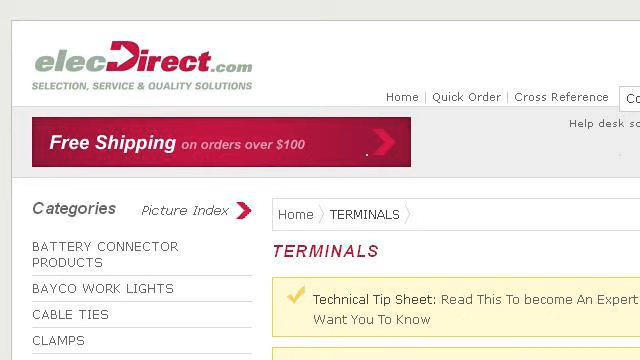 elecDirect.com
SELECTION, SERVICE & QUALITY SOLUTIONS
Home Quick Order Cross Reference
Help desk
Free Shipping on orders over $100
Categories Picture Index
Home TERMINALS
BATTERY CONNECTOR
PRODUCTS
BAYCO WORK LIGHTS
CABLE TIES
CLAMPS
TERMINALS
Technical Tip Sheet: Read This To become An Expert
Want You To Know